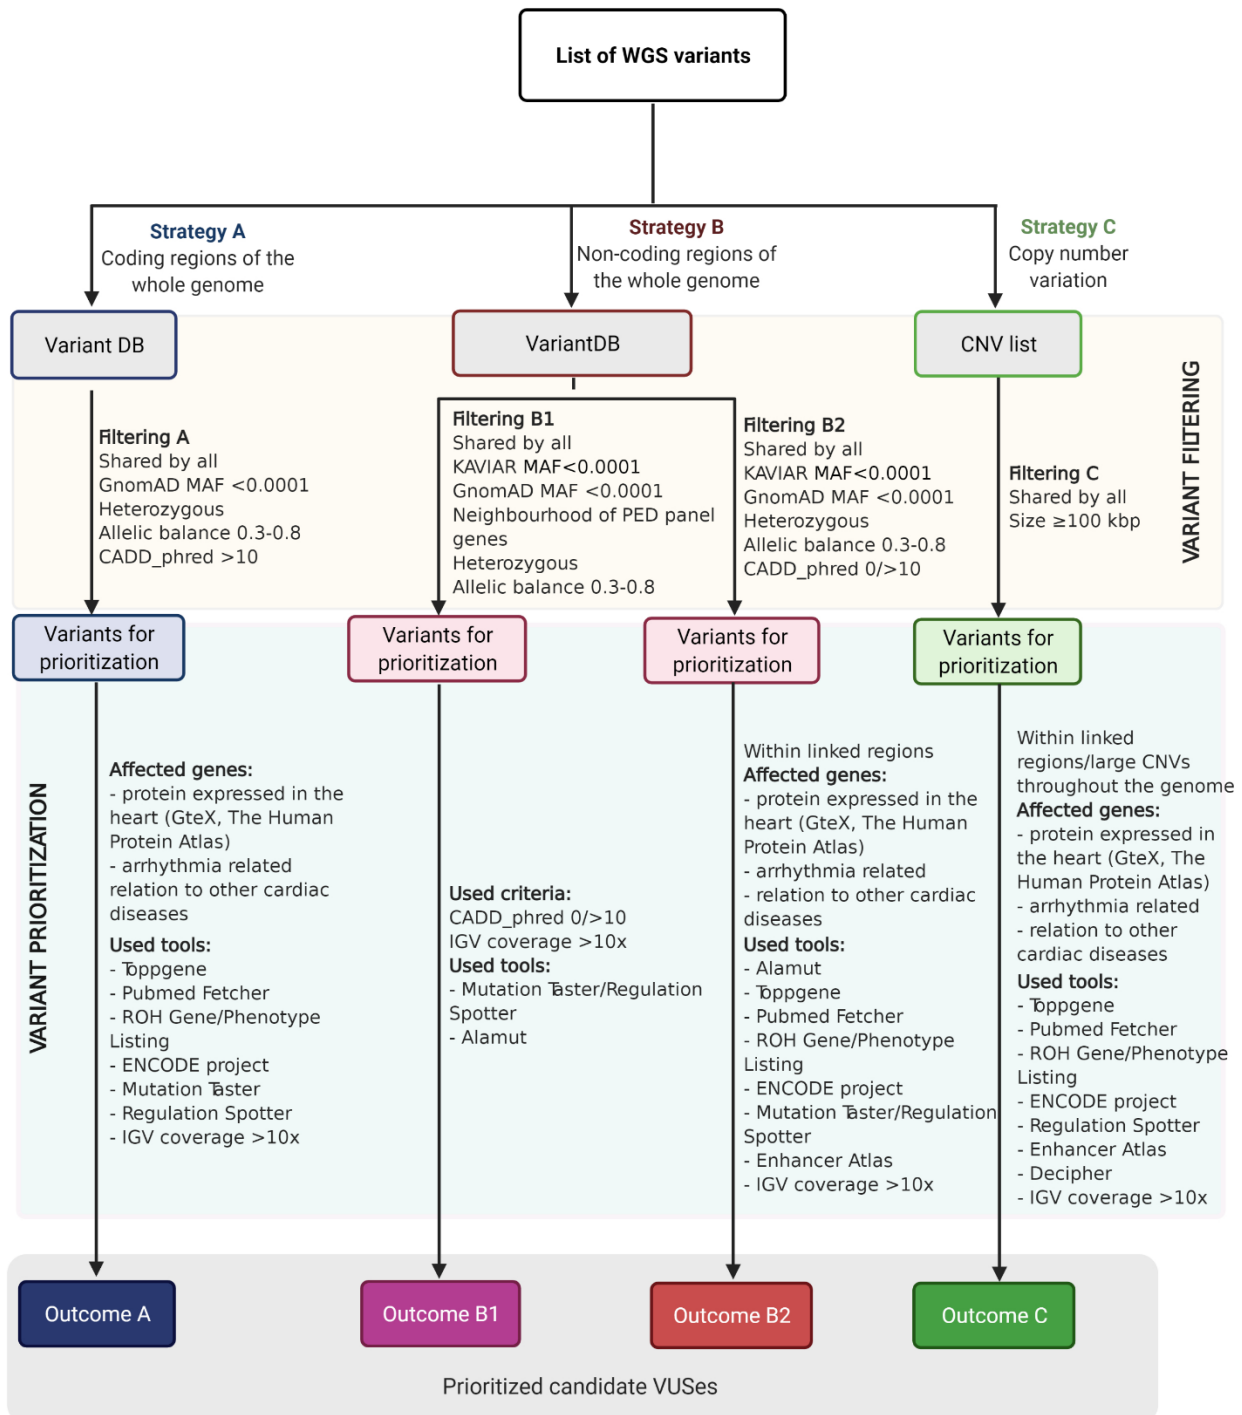 List of WGS variants
Strategy A
Coding regions of the
whole genome
Strategy B
Non-coding regions of
the whole genome
Strategy C
Copy number
variation
Variant DB
VariantDB
CNV list
VARIANT FILTERING
Filtering A
Shared by all
GnomAD MAF <0.0001
Heterozygous
Allelic balance 0.3-0.8
CADD_phred >10
Filtering B1
Shared by all
KAVIAR MAF<0.0001
GnomAD MAF <0.0001
Neighbourhood of PED panel
genes
Heterozygous
Allelic balance 0.3-0.8
Filtering B2
Shared by all
KAVIAR MAF<0.0001
GnomAD MAF <0.0001
Heterozygous
Allelic balance 0.3-0.8
CADD_phred 0/>10
Filtering C
Shared by all
Size ≥100 kbp
Variants for
prioritization
Variants for
prioritization
Variants for
prioritization
Variants for
prioritization
VARIANT PRIORITIZATION
Affected genes:
- protein expressed in the
heart (GteX, The Human
Protein Atlas)
- arrhythmia related
relation to other cardiac
diseases
Used tools:
- Toppgene
- Pubmed Fetcher
- ROH Gene/Phenotype
Listing
- ENCODE project
- Mutation Taster
- Regulation Spotter
- IGV coverage >10x
Used criteria:
CADD_phred 0/>10
IGV coverage >10x
Used tools:
- Mutation Taster/Regulation
Spotter
- Alamut
Within linked regions
Affected genes:
- protein expressed in the
heart (GteX, The Human
Protein Atlas)
- arrhythmia related
- relation to other cardiac
diseases
Used tools:
- Alamut
- Toppgene
- Pubmed Fetcher
- ROH Gene/Phenotype
Listing
- ENCODE project
- Mutation Taster/Regulation
Spotter
- Enhancer Atlas
- IGV coverage >10x
Within linked
regions/large CNVs
throughout the genome
Affected genes:
- protein expressed in
the heart (GteX, The
Human Protein Atlas)
- arrhythmia related
- relation to other
cardiac diseases
Used tools:
- Toppgene
- Pubmed Fetcher
- ROH Gene/Phenotype
Listing
- ENCODE project
- Regulation Spotter
- Enhancer Atlas
- Decipher
- IGV coverage >10x
Outcome A
Outcome B1
Outcome B2
Outcome C
Prioritized candidate VUSes